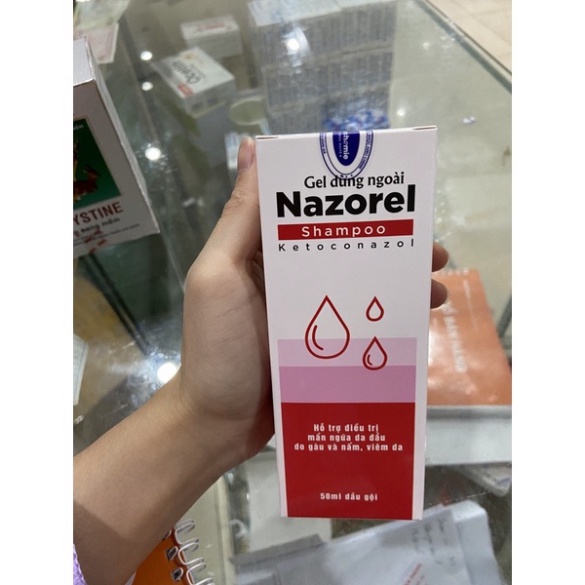 Gel dùng ngoài
Nazorel
Shampoo
Ketoconazol
Hỗ trợ điều trị
mẩn ngứa da đầu
do gàu và nấm, viêm da
50ml dầu gội
YSTINE